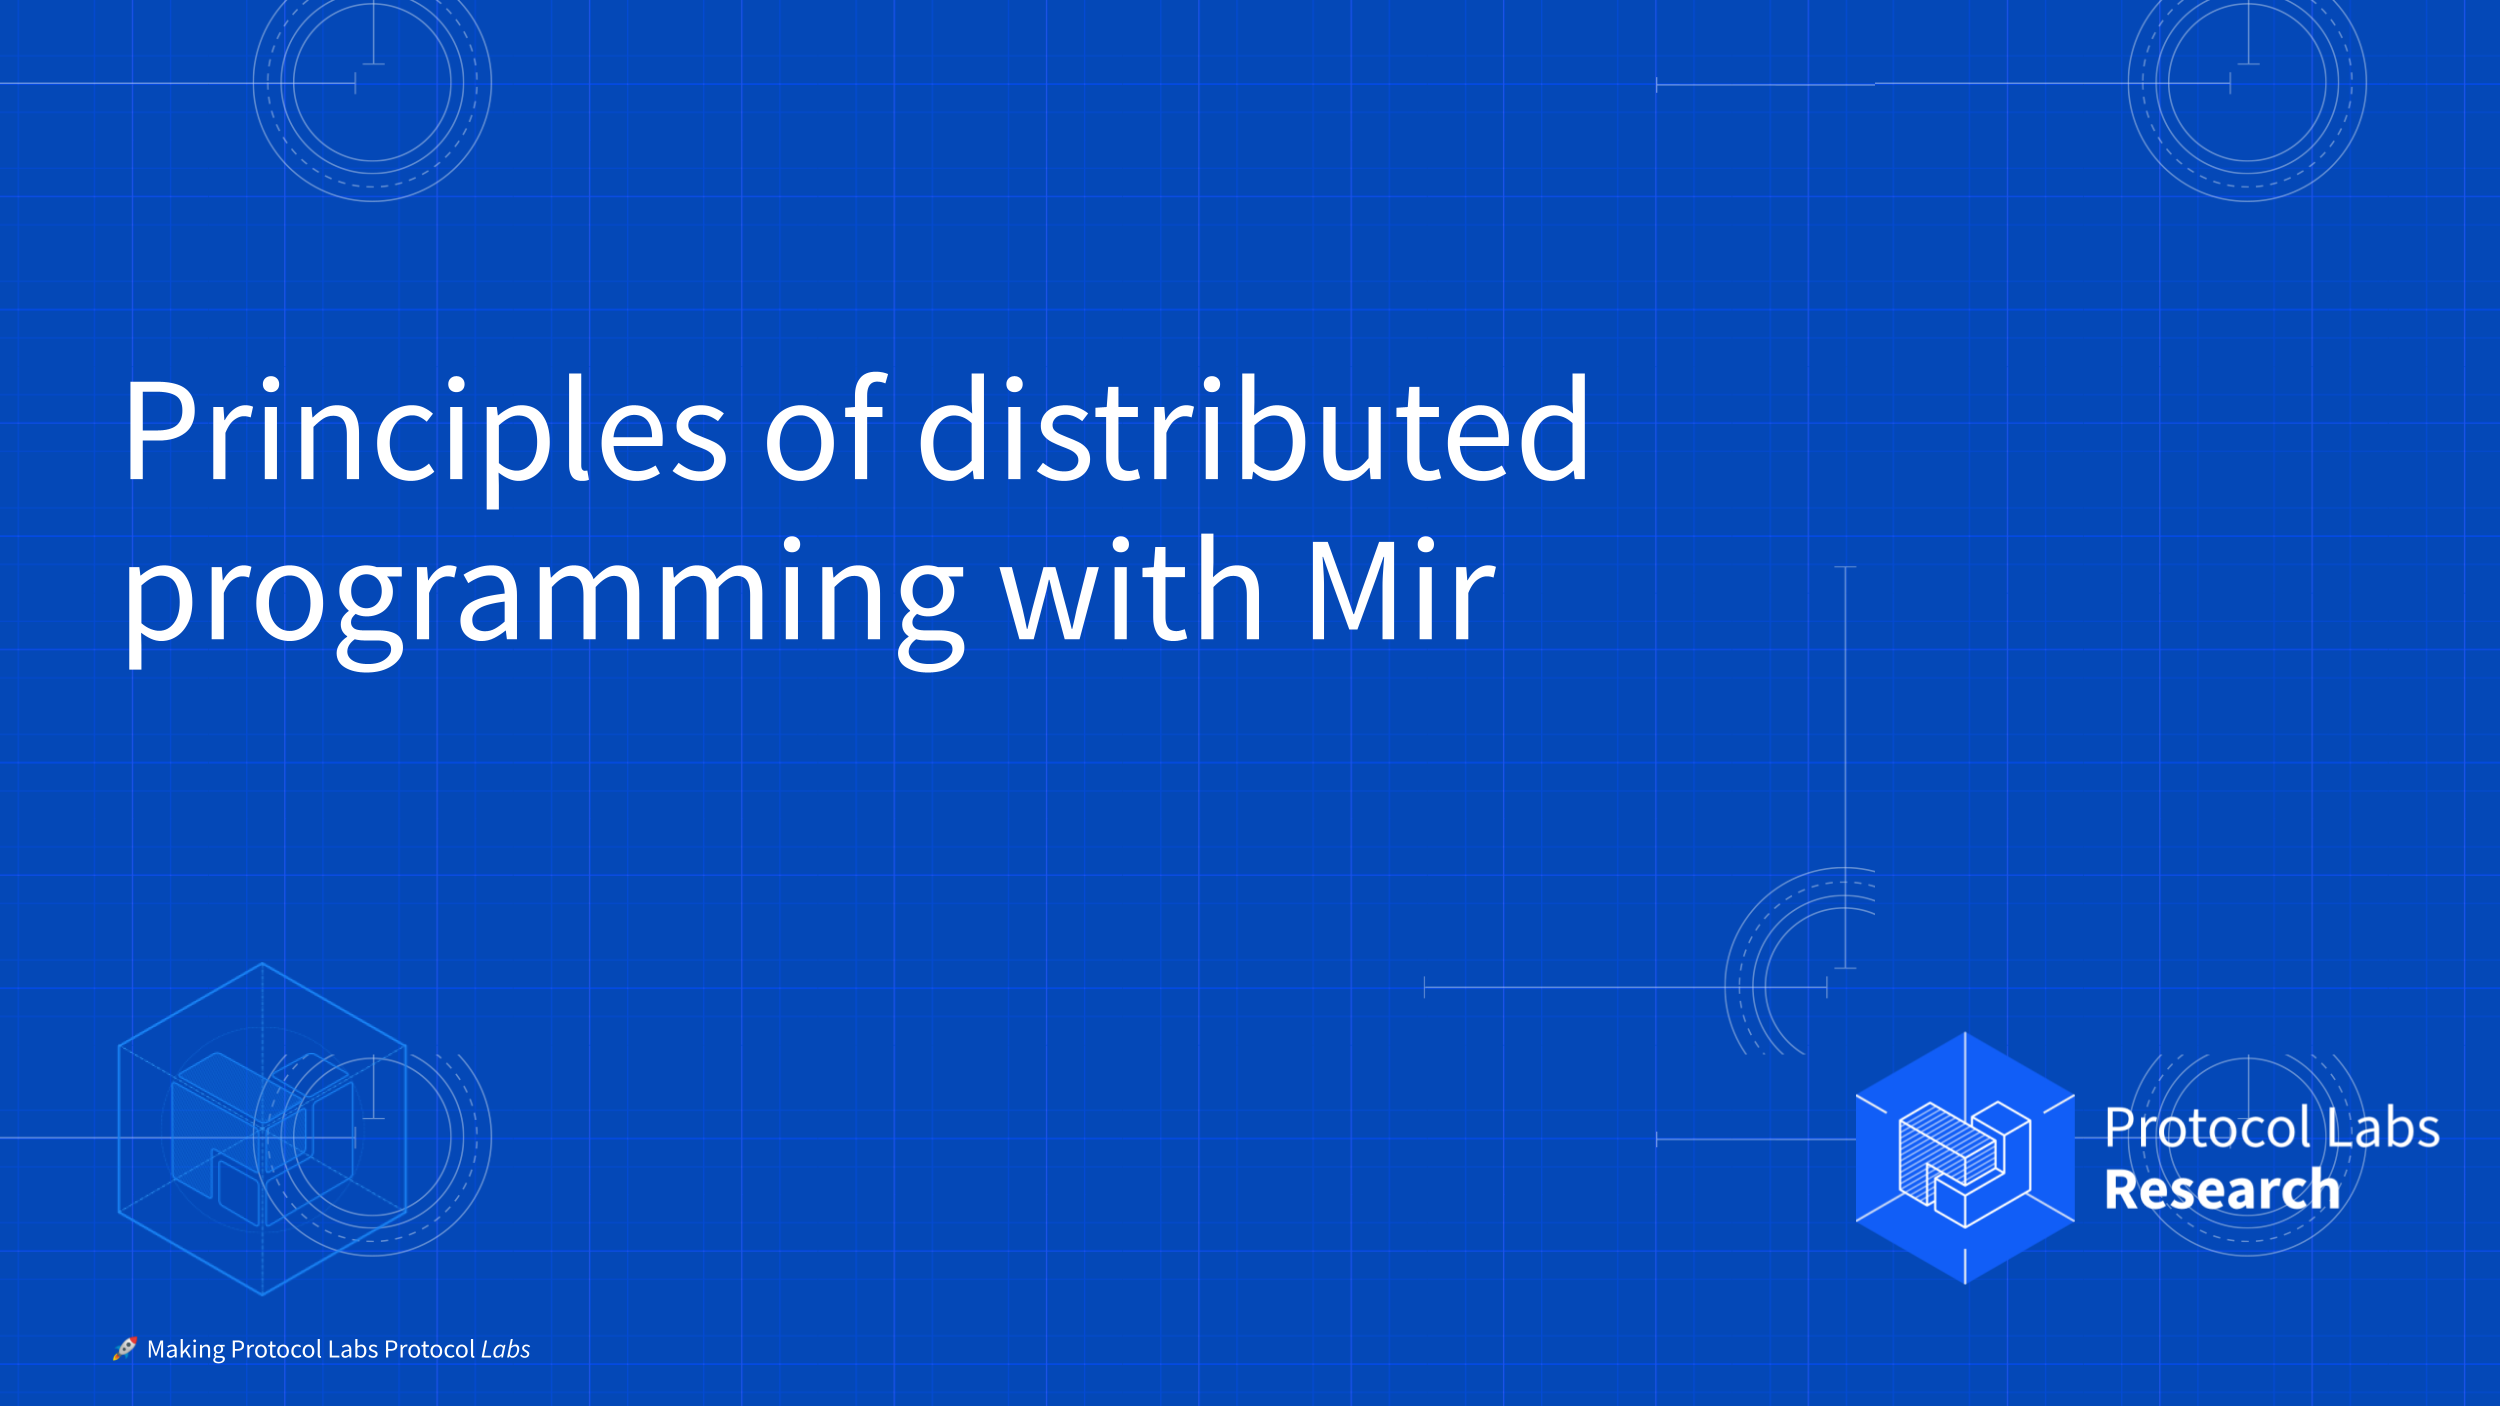 Principles of distributed
programming with Mir
Protocol Labs
Research
🚀 Making Protocol Labs Protocol Labs